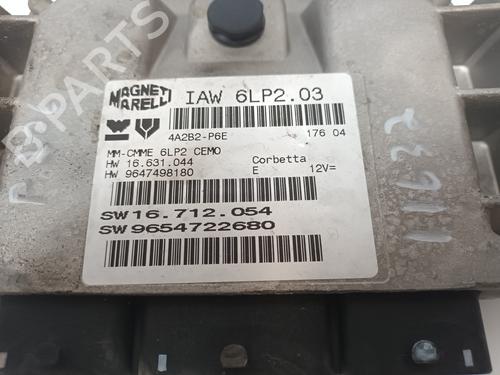 MAGNETI
MARELLI
IAW 6LP2.03
4A2B2-P6E 176 04
MM-CMME 6LP2 CEMO
HW 16.631.044 Corbetta
HW 9647498180 E 12V=
SW16.712.054
SW9654722680